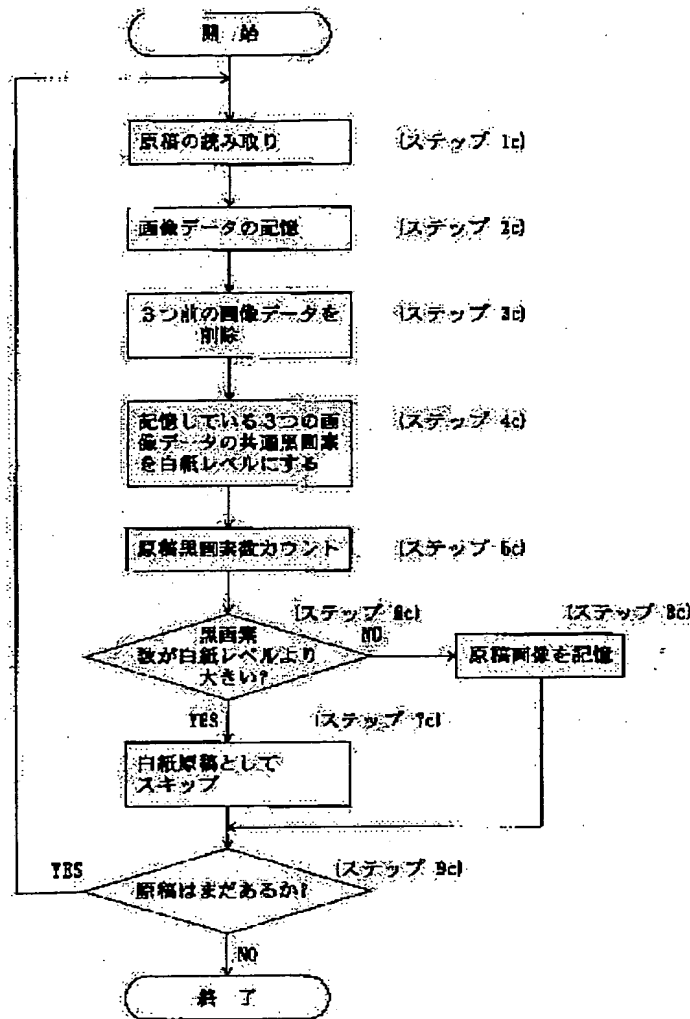 開 始
原稿の読み取り
(ステップ 1c)
画像データの記憶
(ステップ 2c)
3つ前の画像データを
削除
(ステップ 3c)
記憶している3つの画
像データの共通黒画素
を白紙レベルにする
(ステップ 4c)
原稿黒画素数カウント
(ステップ 5c)
黒画素
数が白紙レベルより
大きい?
(ステップ 6c)
NO
原稿画像を記憶
(ステップ 8c)
YES
(ステップ 7c)
白紙原稿として
スキップ
YES
原稿はまだあるか?
(ステップ 9c)
NO
終 了